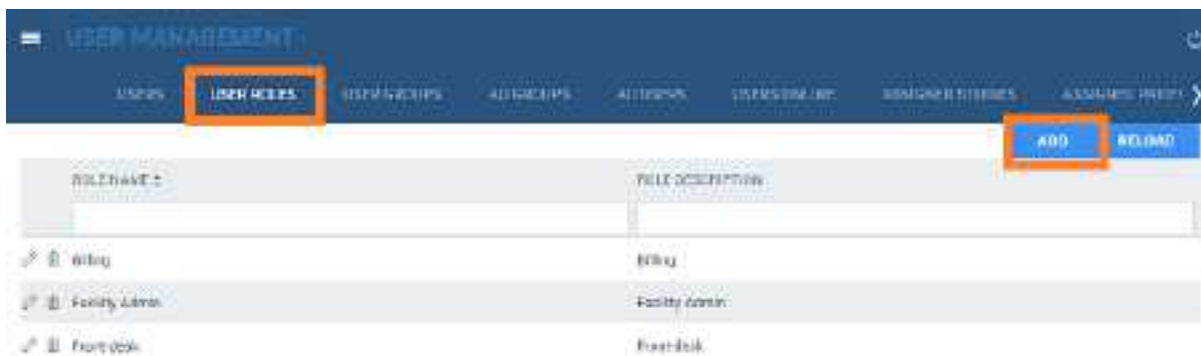 USER MANAGEMENT
USERS USER ROLES USER GROUPS AD GROUPS AD USERS USERS ONLINE ASSIGNED STUDIES ASSIGNED
ADD RELOAD
ROLE NAME ROLE DESCRIPTION
Billing Billing
Facility Admin Facility Admin
Front desk Front desk